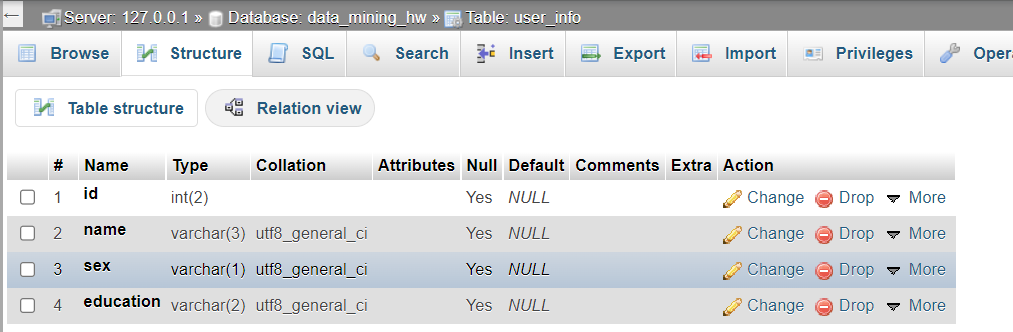 ← Server: 127.0.0.1 » Database: data_mining_hw » Table: user_info
Browse Structure SQL Search Insert Export Import Privileges Oper
Table structure Relation view
# Name Type Collation Attributes Null Default Comments Extra Action
1 id int(2) Yes NULL Change Drop More
2 name varchar(3) utf8_general_ci Yes NULL Change Drop More
3 sex varchar(1) utf8_general_ci Yes NULL Change Drop More
4 education varchar(2) utf8_general_ci Yes NULL Change Drop More